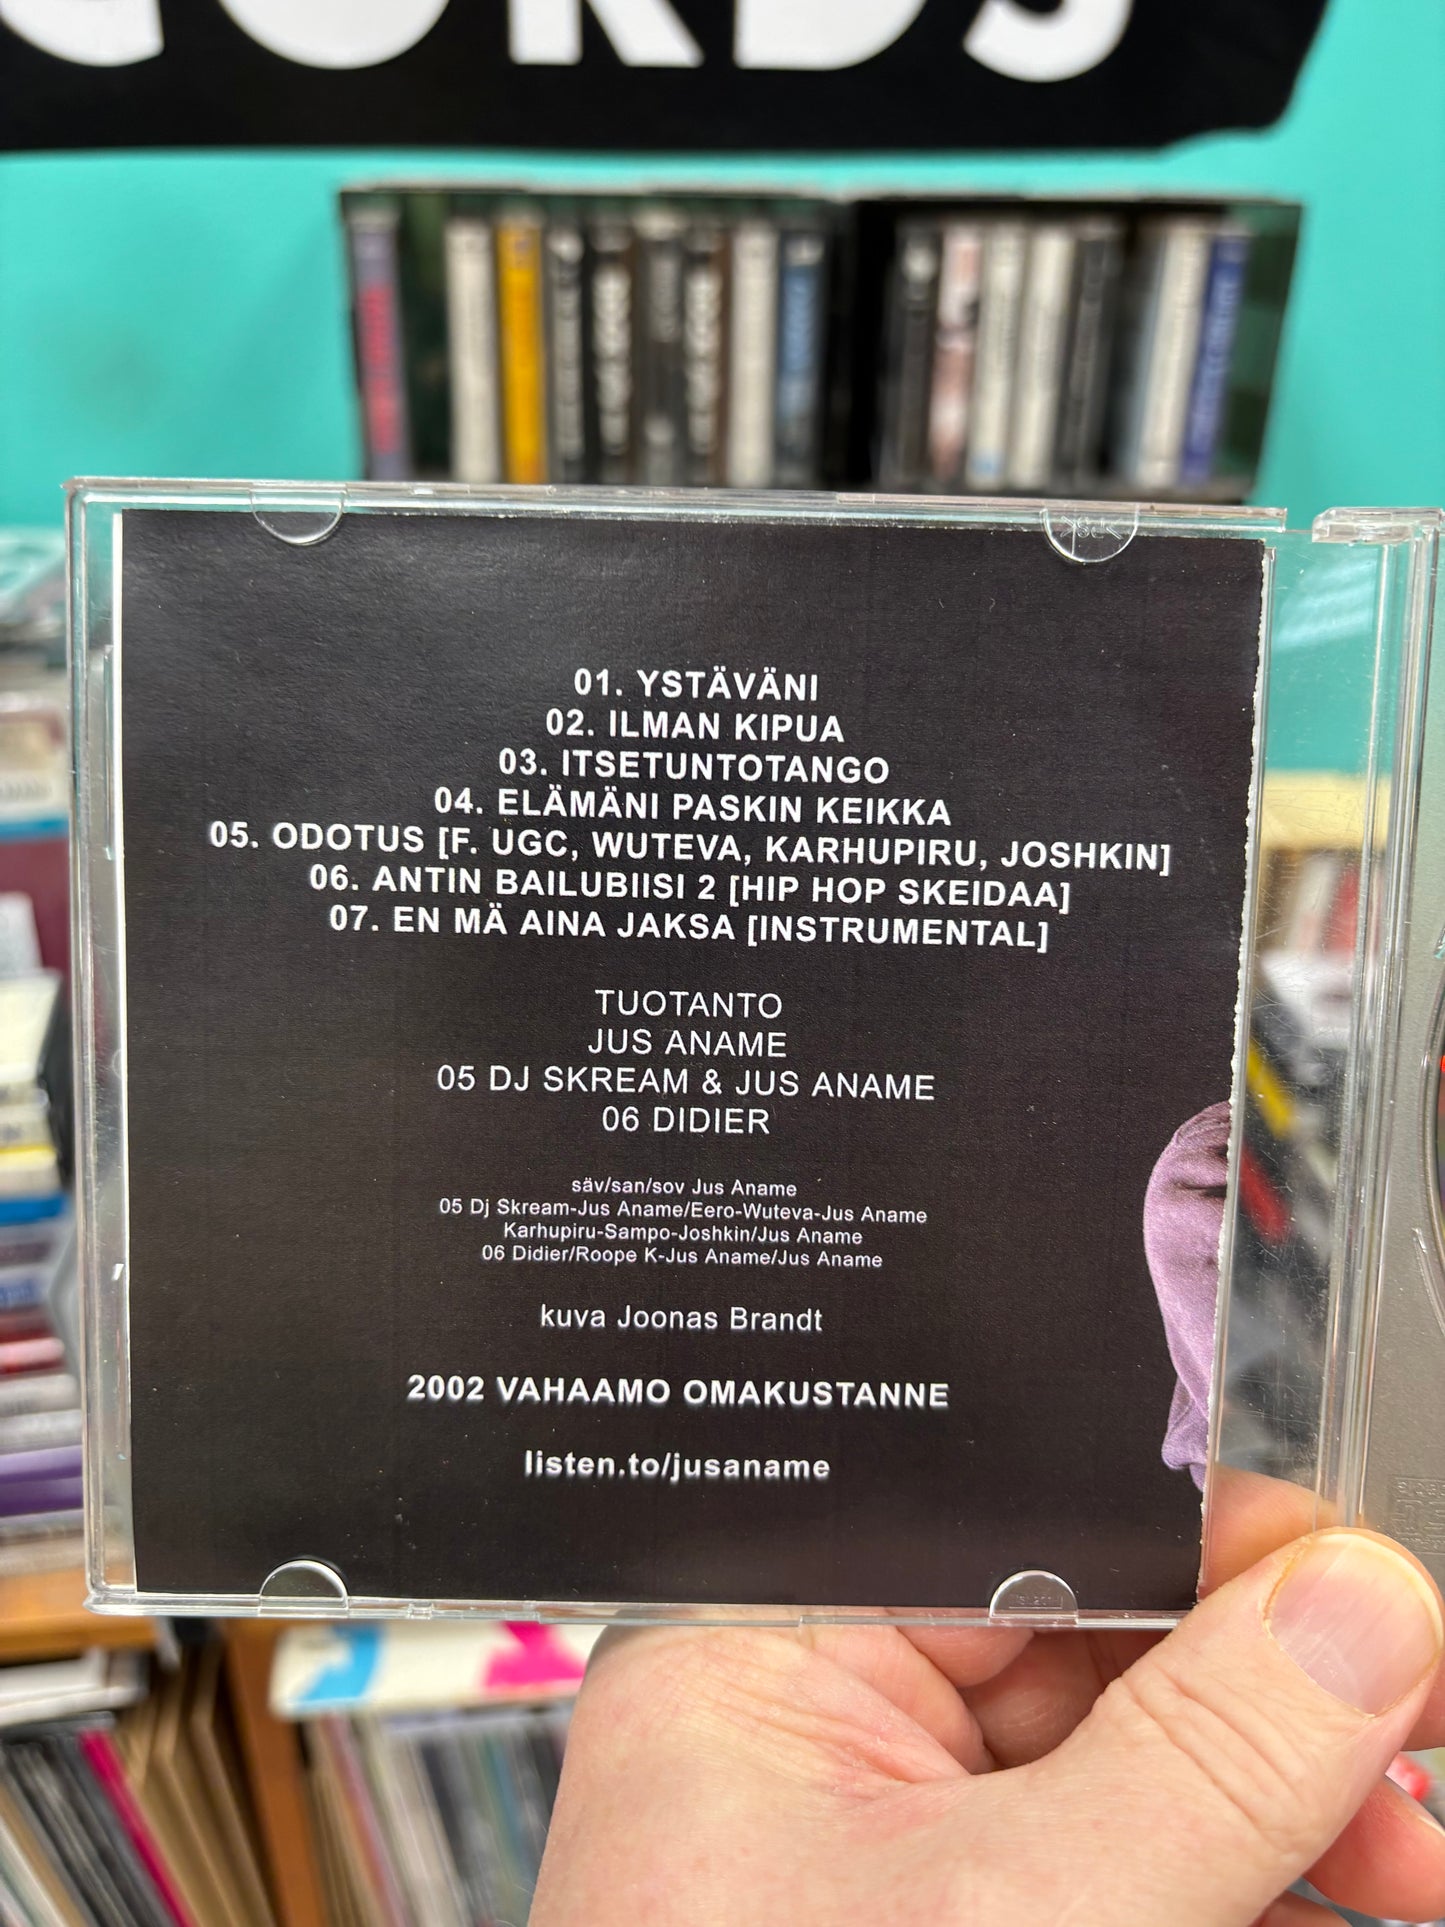 01. YSTÄVÄNI
02. ILMAN KIPUA
03. ITSETUNTOTANGO
04. ELÄMÄNI PASKIN KEIKKA
05. ODOTUS [F. UGC, WUTEVA, KARHUPIRU, JOSHKIN]
06. ANTIN BAILUBIISI 2 [HIP HOP SKEIDAA]
07. EN MÄ AINA JAKSA [INSTRUMENTAL]
TUOTANTO
JUS ANAME
05 DJ SKREAM & JUS ANAME
06 DIDIER
säv/san/sov Jus Aname
05 Dj Skream-Jus Aname/Eero-Wuteva-Jus Aname
Karhupiru-Sampo-Joshkin/Jus Aname
06 Didier/Roope K-Jus Aname/Jus Aname
kuva Joonas Brandt
2002 VAHAAMO OMAKUSTANNE
listen.to/jusaname